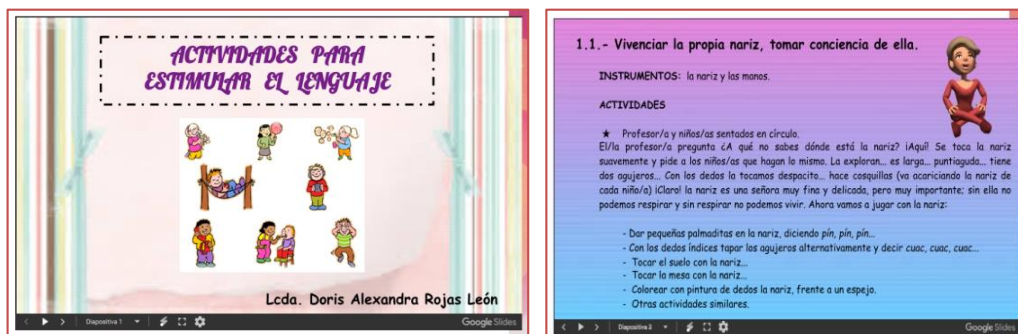 ACTIVIDADES PARA
ESTIMULAR EL LENGUAJE
Lcda. Doris Alexandra Rojas León
Diapositiva 1
Google Slides
1.1.- Vivenciar la propia nariz, tomar conciencia de ella.
INSTRUMENTOS: la nariz y las manos.
ACTIVIDADES
★ Profesor/a y niños/as sentados en círculo.
El/la profesor/a pregunta ¿A qué no sabes dónde está la nariz? ¡Aquí! Se toca la nariz
suavemente y pide a los niños/as que hagan lo mismo. La exploran... es larga... puntiaguda... tiene
dos agujeros... Con los dedos la tocamos despacito... hace cosquillas (va acariciando la nariz de
cada niño/a) ¡Claro! la nariz es una señora muy fina y delicada, pero muy importante; sin ella no
podemos respirar y sin respirar no podemos vivir. Ahora vamos a jugar con la nariz:
- Dar pequeñas palmaditas en la nariz, diciendo pín, pín, pín...
- Con los dedos índices tapar los agujeros alternativamente y decir cuac, cuac, cuac...
- Tocar el suelo con la nariz...
- Tocar la mesa con la nariz...
- Colorear con pintura de dedos la nariz, frente a un espejo.
- Otras actividades similares.
Diapositiva 2
Google Slides